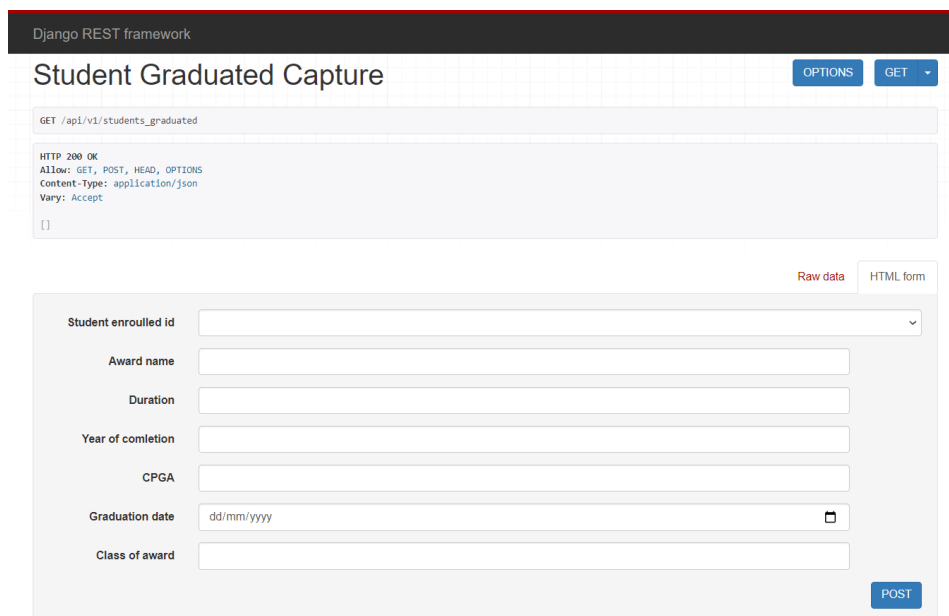 Django REST framework
Student Graduated Capture
OPTIONS
GET
GET /api/v1/students_graduated
HTTP 200 OK
Allow: GET, POST, HEAD, OPTIONS
Content-Type: application/json
Vary: Accept
[]
Raw data
HTML form
Student enroulled id
Award name
Duration
Year of comletion
CPGA
Graduation date
dd/mm/yyyy
Class of award
POST